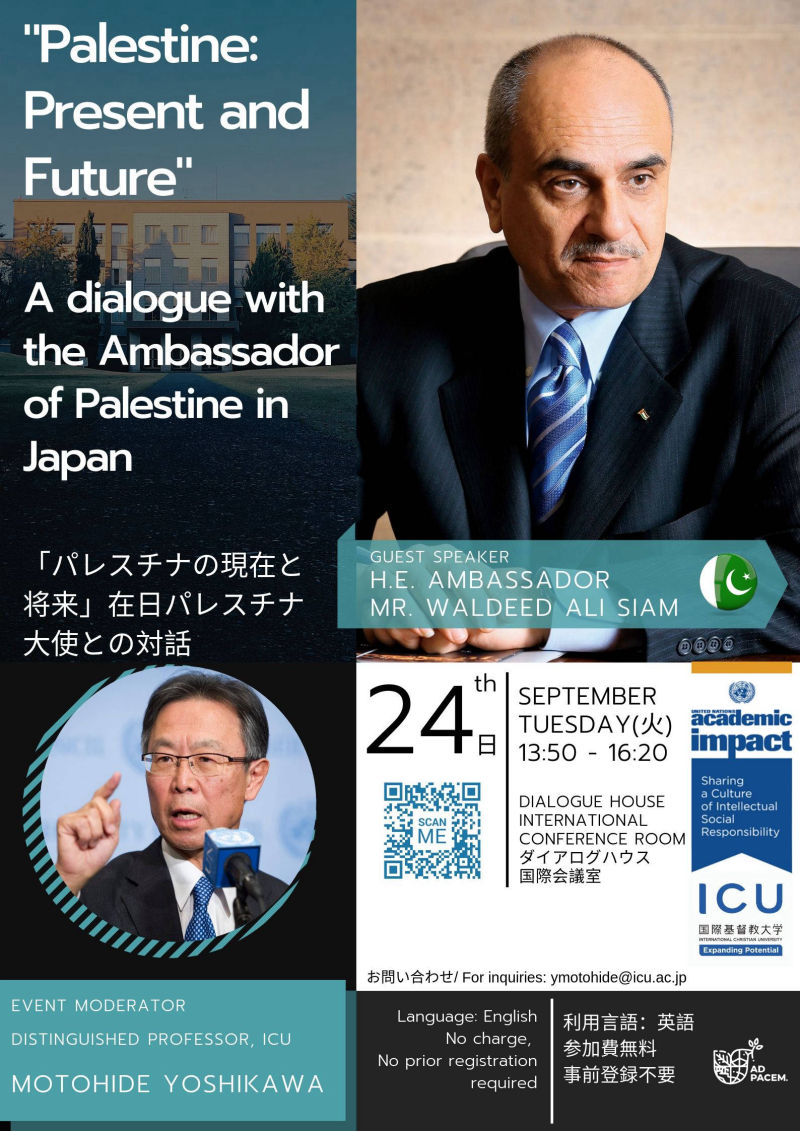 "Palestine:
Present and
Future"
A dialogue with
the Ambassador
of Palestine in
Japan
「パレスチナの現在と
将来」在日パレスチナ
大使との対話
GUEST SPEAKER
H.E. AMBASSADOR
MR. WALDEED ALI SIAM
24th
日
SEPTEMBER
TUESDAY(火)
13:50 - 16:20
SCAN
ME
DIALOGUE HOUSE
INTERNATIONAL
CONFERENCE ROOM
ダイアログハウス
国際会議室
UNITED NATIONS
academic
impact
Sharing
a Culture
of Intellectual
Social
Responsibility
ICU
国際基督教大学
INTERNATIONAL CHRISTIAN UNIVERSITY
Expanding Potential
お問い合わせ/ For inquiries: ymotohide@icu.ac.jp
EVENT MODERATOR
DISTINGUISHED PROFESSOR, ICU
MOTOHIDE YOSHIKAWA
Language: English
No charge,
No prior registration
required
利用言語：英語
参加費無料
事前登録不要
AD
PACEM.